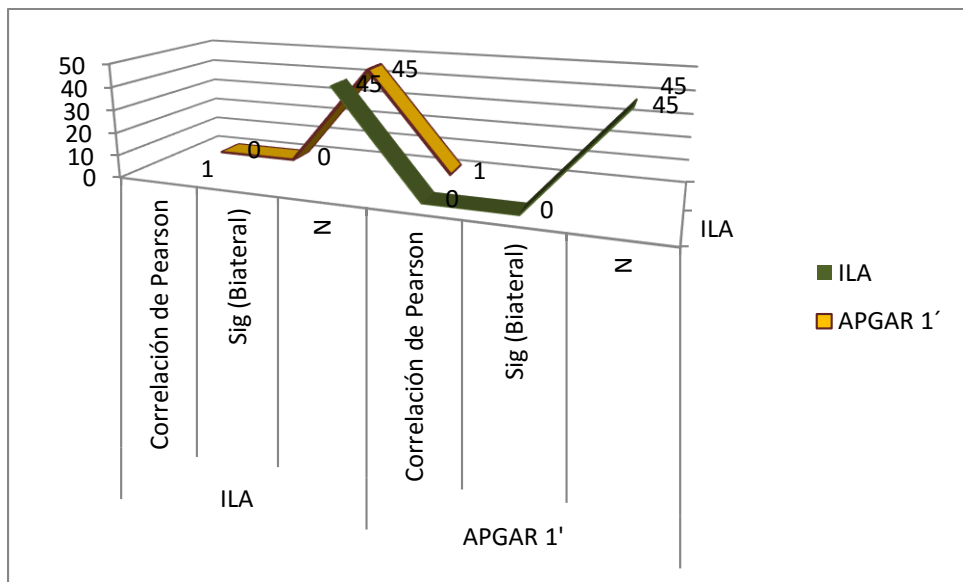 50
40
30
20
10
0
1
0
0
45
45
0
1
0
45
45
ILA
Correlación de Pearson
Sig (Biateral)
N
Correlación de Pearson
Sig (Biateral)
N
ILA
APGAR 1'
ILA
APGAR 1´